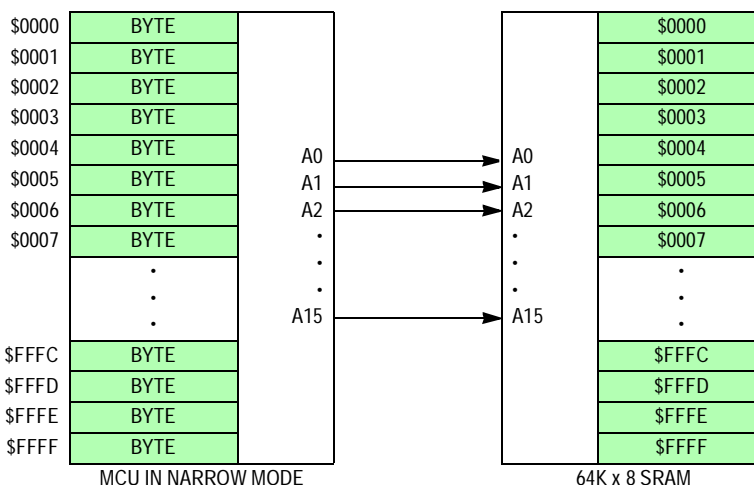 $0000 BYTE $0000
$0001 BYTE $0001
$0002 BYTE $0002
$0003 BYTE $0003
$0004 BYTE $0004
A0 A0
$0005 BYTE A1 A1 $0005
$0006 BYTE A2 A2 $0006
$0007 BYTE $0007
A15 A15
$FFFC BYTE $FFFC
$FFFD BYTE $FFFD
$FFFE BYTE $FFFE
$FFFF BYTE $FFFF
MCU IN NARROW MODE 64K x 8 SRAM